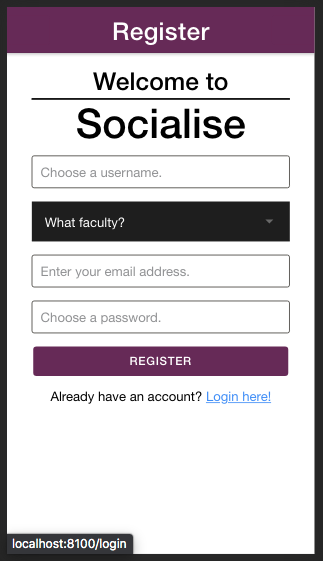 Register
Welcome to
Socialise
Choose a username.
What faculty?
Enter your email address.
Choose a password.
REGISTER
Already have an account? Login here!
localhost:8100/login